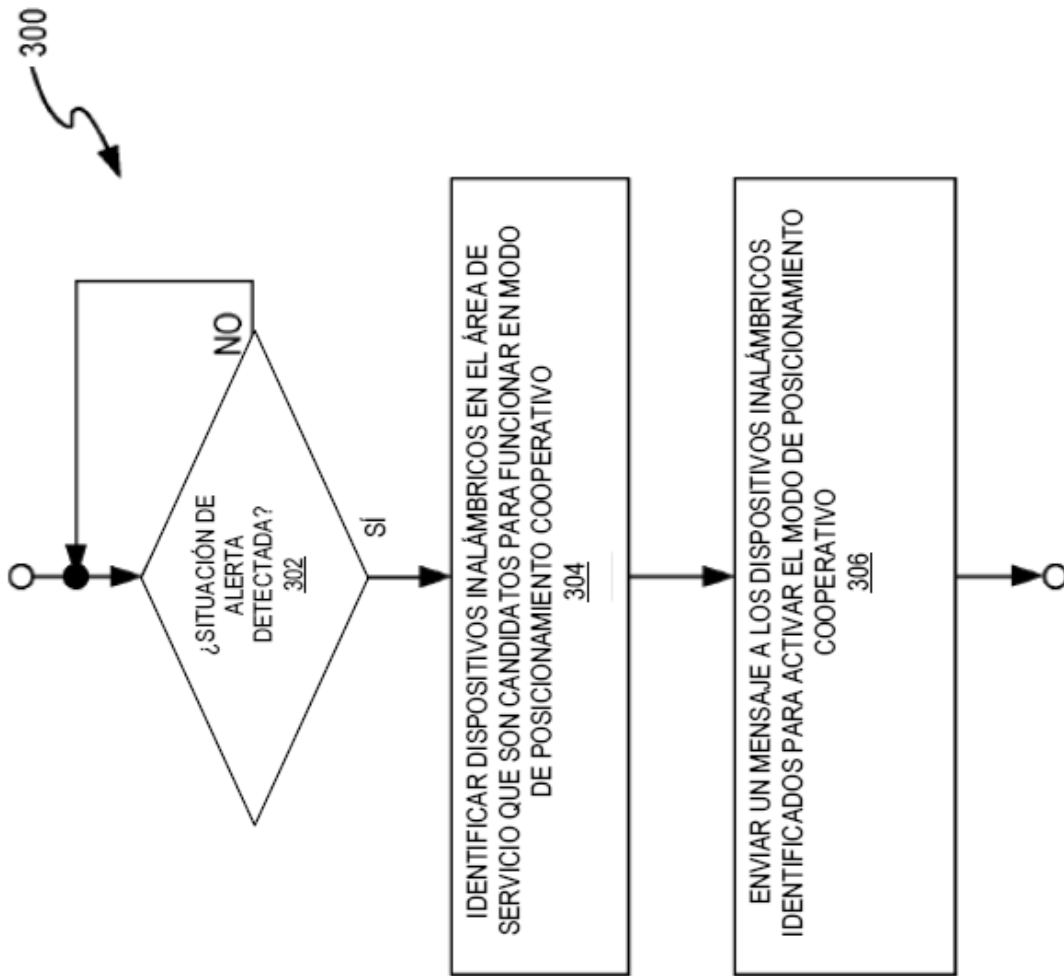 300
¿SITUACIÓN DE
ALERTA
DETECTADA?
302
NO
SÍ
IDENTIFICAR DISPOSITIVOS INALÁMBRICOS EN EL ÁREA DE
SERVICIO QUE SON CANDIDATOS PARA FUNCIONAR EN MODO
DE POSICIONAMIENTO COOPERATIVO
304
ENVIAR UN MENSAJE A LOS DISPOSITIVOS INALÁMBRICOS
IDENTIFICADOS PARA ACTIVAR EL MODO DE POSICIONAMIENTO
COOPERATIVO
306